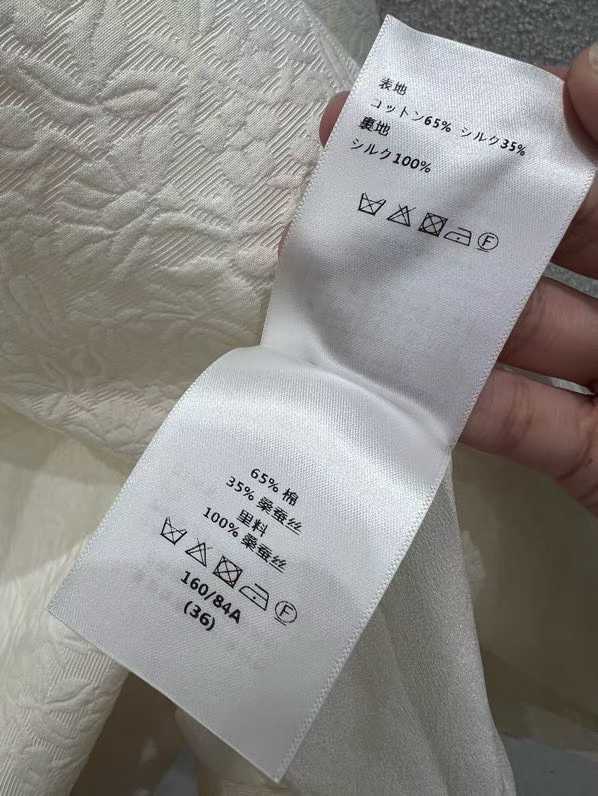 表地
コットン65% シルク35%
裏地
シルク100%
F
65% 棉
35% 桑蚕丝
里料
100% 桑蚕丝
F
160/84A
(36)